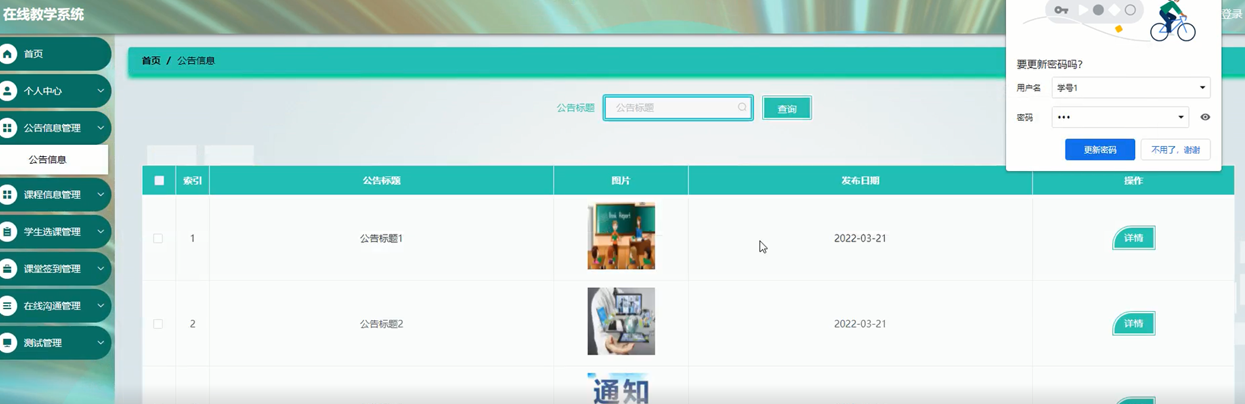 在线教学系统
登录
首页
个人中心
公告信息管理
公告信息
课程信息管理
学生选课管理
课堂签到管理
在线沟通管理
测试管理
首页 / 公告信息
公告标题 公告标题 查询
要更新密码吗?
用户名 学号1
密码 •••
更新密码 不用了，谢谢
索引 公告标题 图片 发布日期 操作
1 公告标题1 2022-03-21 详情
2 公告标题2 2022-03-21 详情
通知